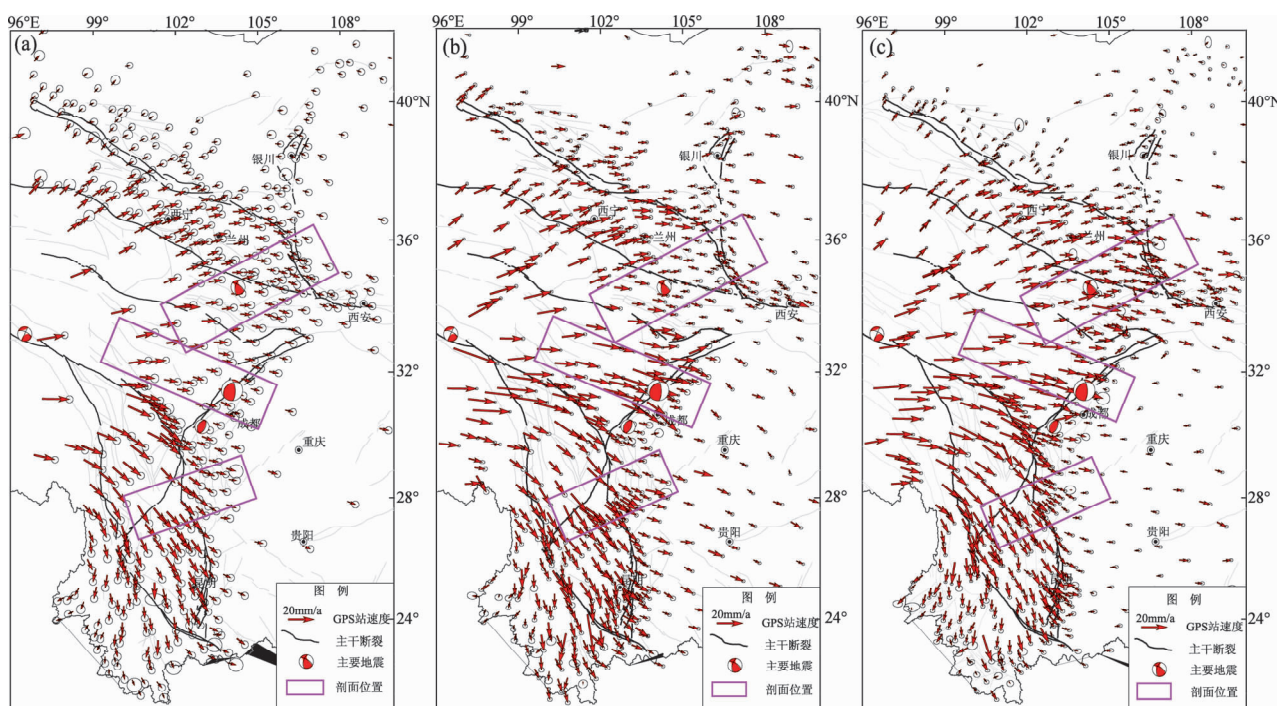 96°E 99° 102° 105° 108°
(a)
40°N
银川
西宁
兰州
36°
西安
32°
成都
重庆
28°
贵阳
昆明
24°
图 例
20mm/a GPS站速度
主干断裂
主要地震
剖面位置
96°E 99° 102° 105° 108°
(b)
40°N
银川
西宁
兰州
36°
西安
32°
成都
重庆
28°
贵阳
昆明
24°
图 例
20mm/a GPS站速度
主干断裂
主要地震
剖面位置
96°E 99° 102° 105° 108°
(c)
40°N
银川
西宁
兰州
36°
西安
32°
成都
重庆
28°
贵阳
昆明
24°
图 例
20mm/a GPS站速度
主干断裂
主要地震
剖面位置